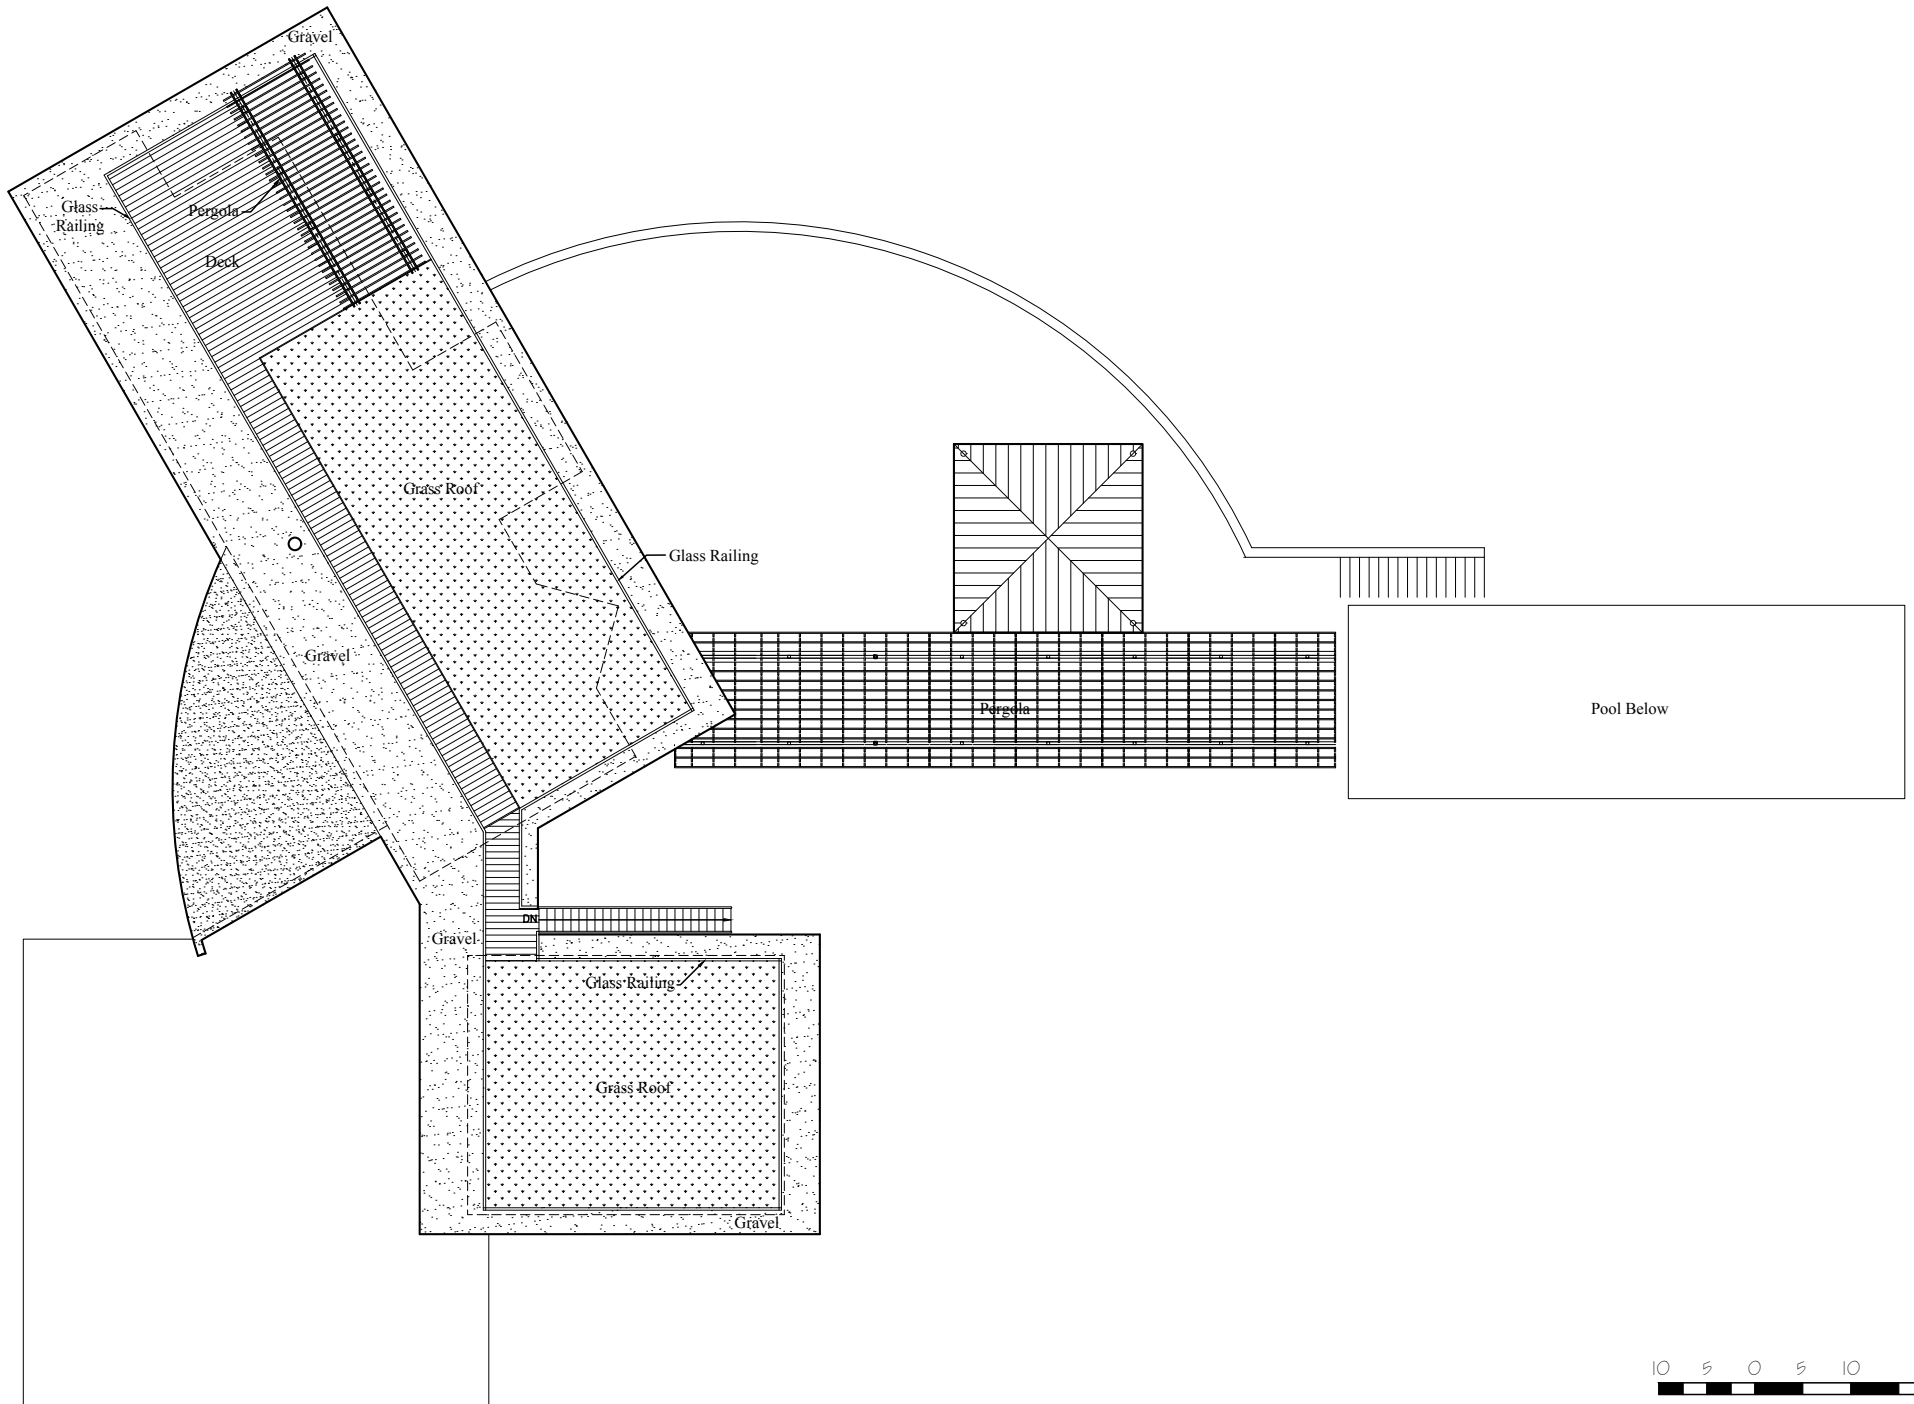 Gravel
Glass
Railing
Pergola
Deck
Grass Roof
Glass Railing
Gravel
Pergola
Pool Below
DN
Gravel
Glass Railing
Grass Roof
Gravel
10 5 0 5 10